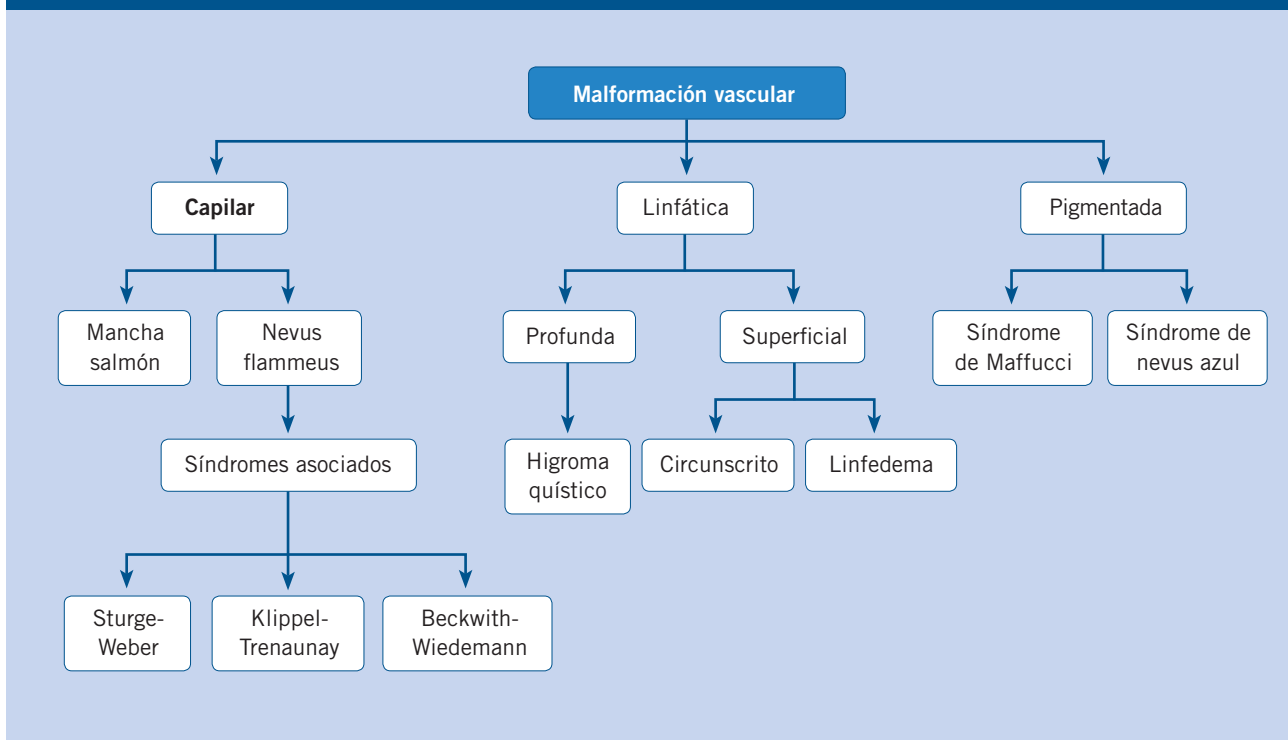 Malformación vascular
Capilar
Linfática
Pigmentada
Mancha
salmón
Nevus
flammeus
Profunda
Superficial
Síndrome
de Maffucci
Síndrome de
nevus azul
Síndromes asociados
Higroma
quístico
Circunscrito
Linfedema
Sturge-
Weber
Klippel-
Trenaunay
Beckwith-
Wiedemann